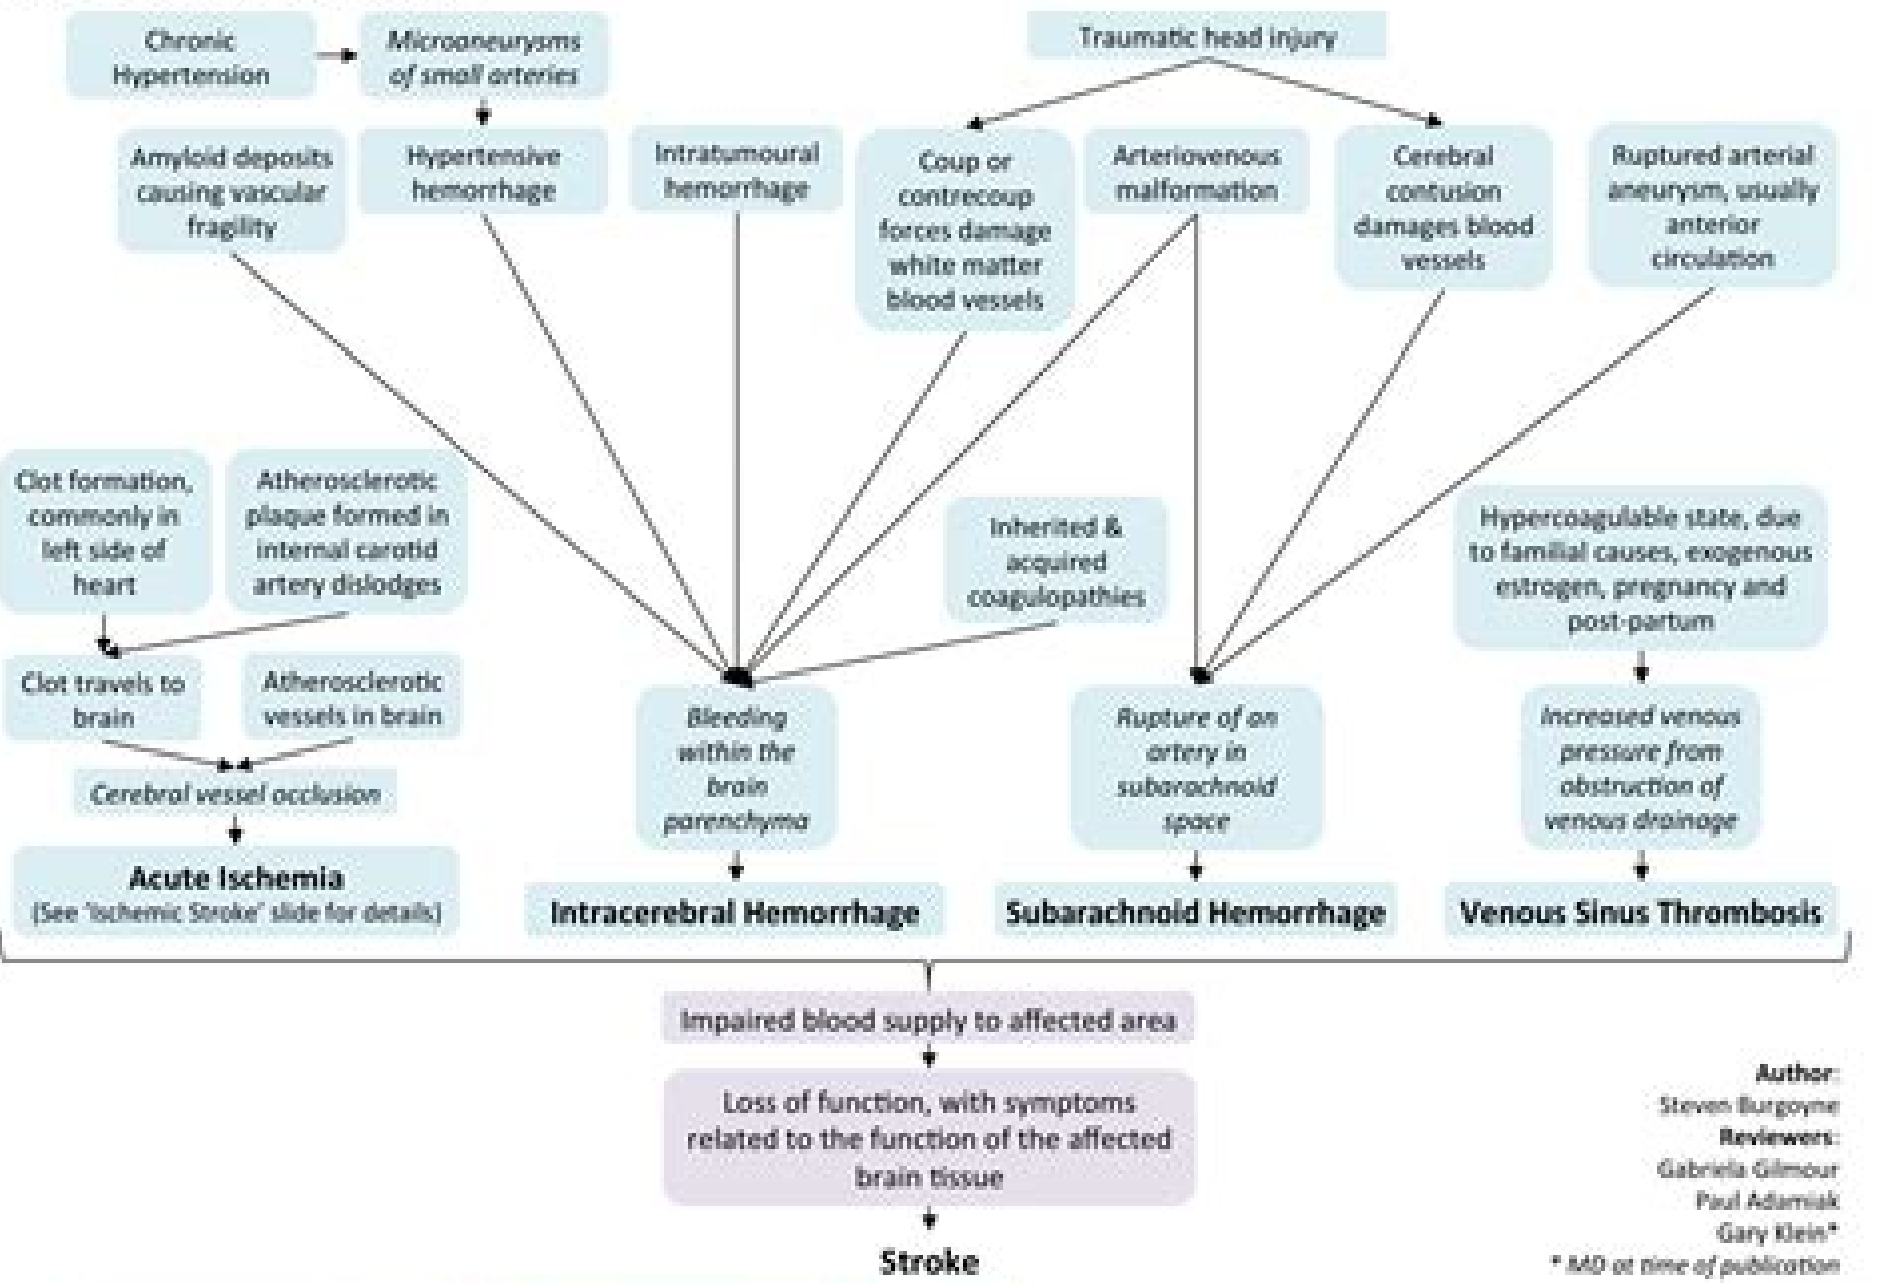 Chronic
Hypertension
Microaneurysms
of small arteries
Traumatic head injury
Amyloid deposits
causing vascular
fragility
Hypertensive
hemorrhage
Intratumoural
hemorrhage
Coup or
contrecoup
forces damage
white matter
blood vessels
Arteriovenous
malformation
Cerebral
contusion
damages blood
vessels
Ruptured arterial
aneurysm, usually
anterior
circulation
Clot formation,
commonly in
left side of
heart
Atherosclerotic
plaque formed in
internal carotid
artery dislodges
Inherited &
acquired
coagulopathies
Hypercoagulable state, due
to familial causes, exogenous
estrogen, pregnancy and
post-partum
Clot travels to
brain
Atherosclerotic
vessels in brain
Bleeding
within the
brain
parenchyma
Rupture of an
artery in
subarachnoid
space
Increased venous
pressure from
obstruction of
venous drainage
Cerebral vessel occlusion
Acute Ischemia
(See 'Ischemic Stroke' slide for details)
Intracerebral Hemorrhage
Subarachnoid Hemorrhage
Venous Sinus Thrombosis
Impaired blood supply to affected area
Loss of function, with symptoms
related to the function of the affected
brain tissue
Stroke
Author:
Steven Burgoyne
Reviewers:
Gabriela Gilmour
Paul Adamiak
Gary Klein*
* MD at time of publication